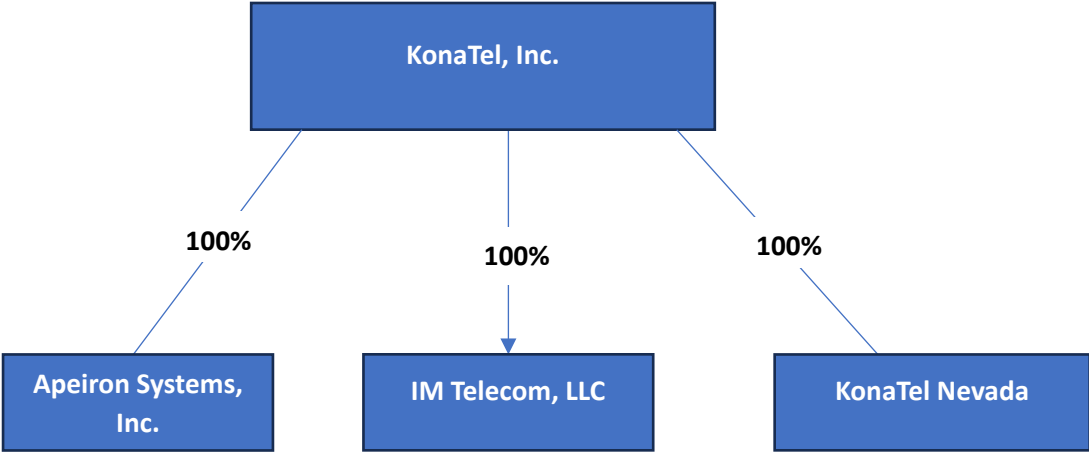 KonaTel, Inc.
100%
100%
100%
Apeiron Systems,
Inc.
IM Telecom, LLC
KonaTel Nevada